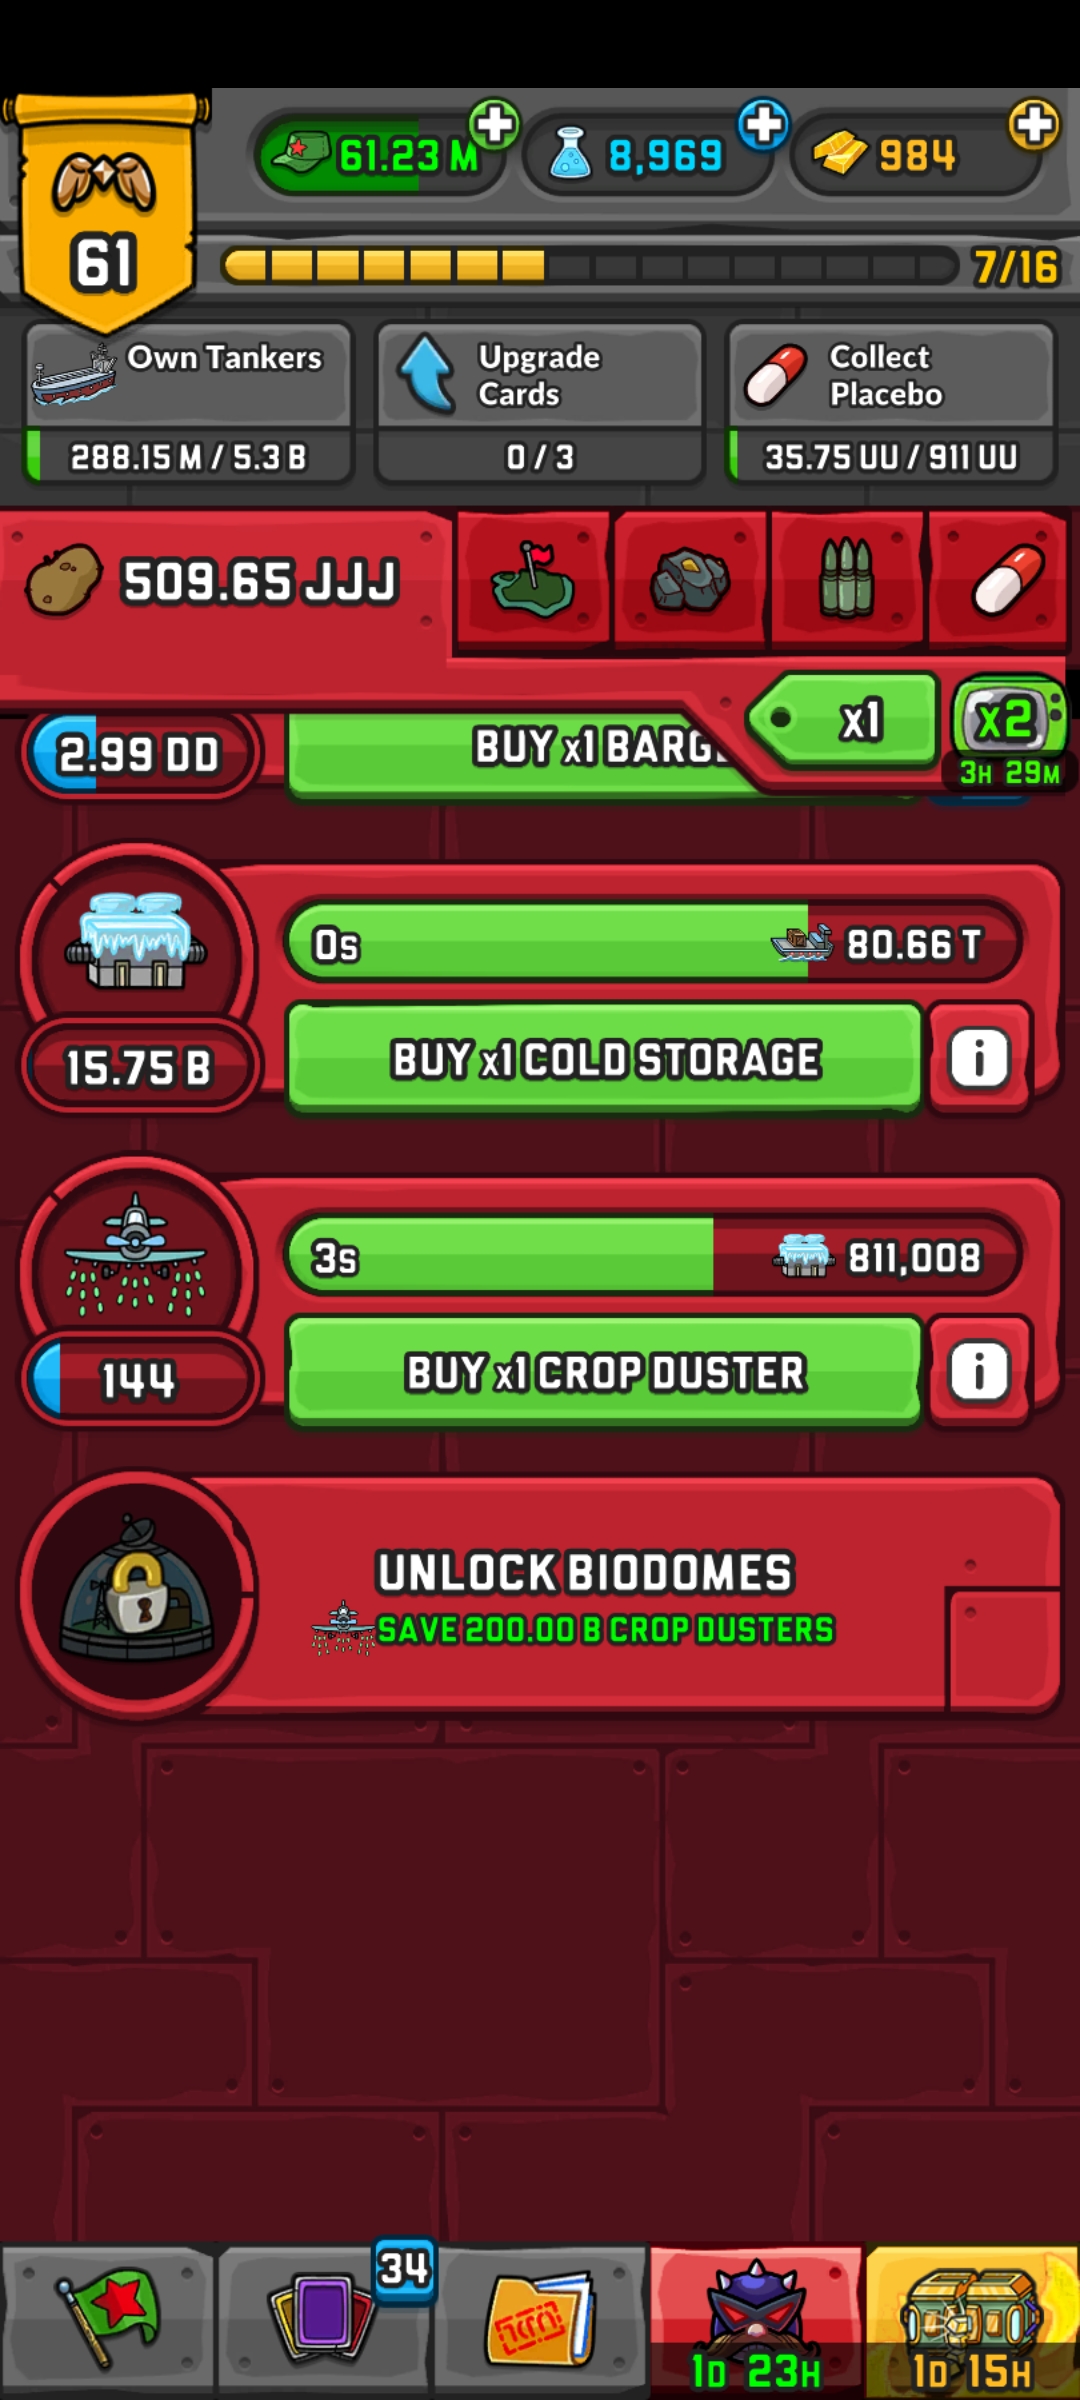 61.23 M
8,969
984
61
7/16
Own Tankers
288.15 M / 5.3 B
Upgrade
Cards
0 / 3
Collect
Placebo
35.75 UU / 911 UU
509.65 JJJ
x1
x2
3H 29M
2.99 DD
BUY x1 BARG
0s
80.66 T
15.75 B
BUY x1 COLD STORAGE
i
3s
811,008
144
BUY x1 CROP DUSTER
i
UNLOCK BIODOMES
SAVE 200.00 B CROP DUSTERS
34
1D 23H
1D 15H